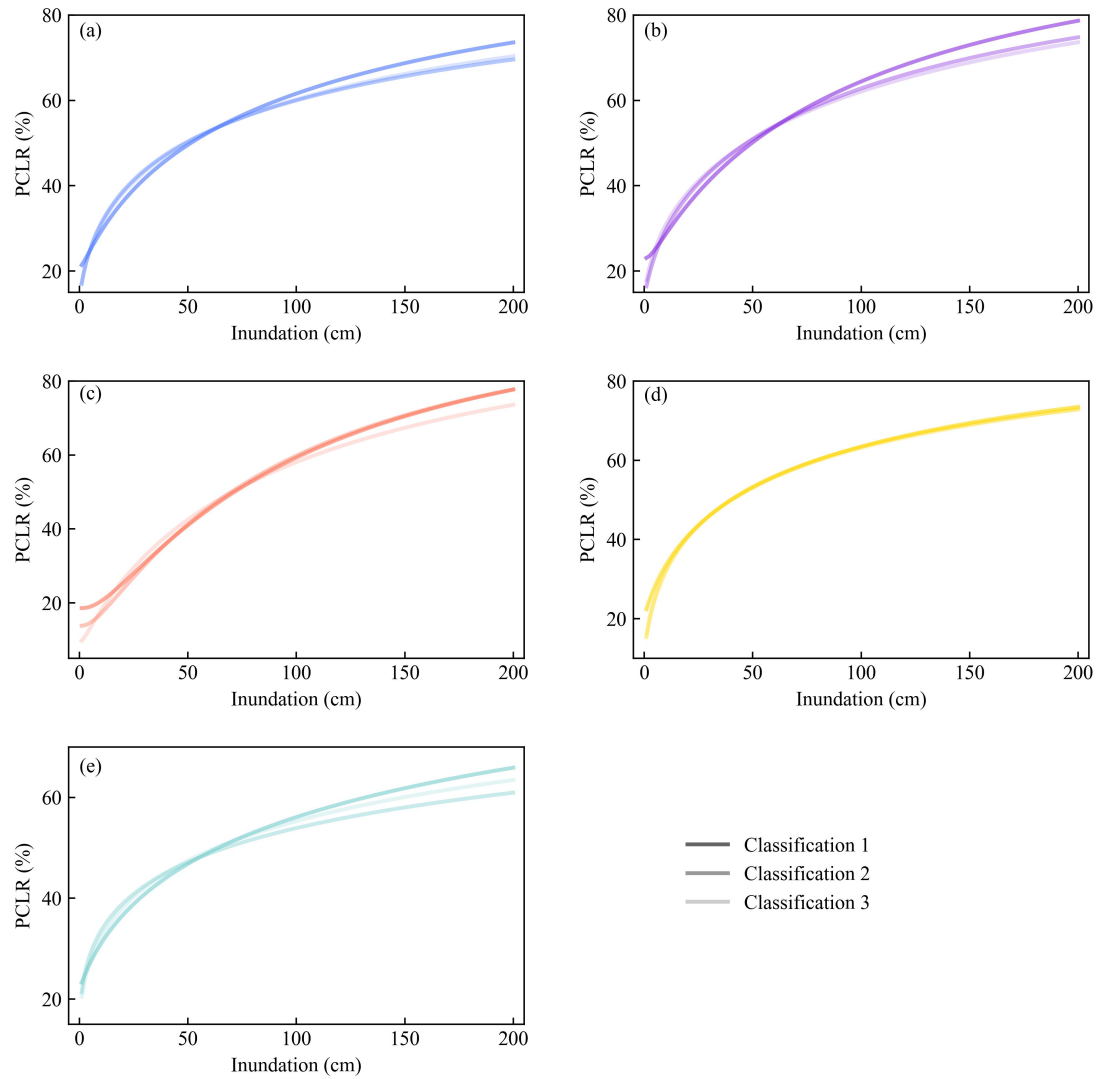 (a)
PCLR (%)
80
60
40
20
0 50 100 150 200
Inundation (cm)
(b)
PCLR (%)
80
60
40
20
0 50 100 150 200
Inundation (cm)
(c)
PCLR (%)
80
60
40
20
0 50 100 150 200
Inundation (cm)
(d)
PCLR (%)
80
60
40
20
0 50 100 150 200
Inundation (cm)
(e)
PCLR (%)
60
40
20
0 50 100 150 200
Inundation (cm)
Classification 1
Classification 2
Classification 3